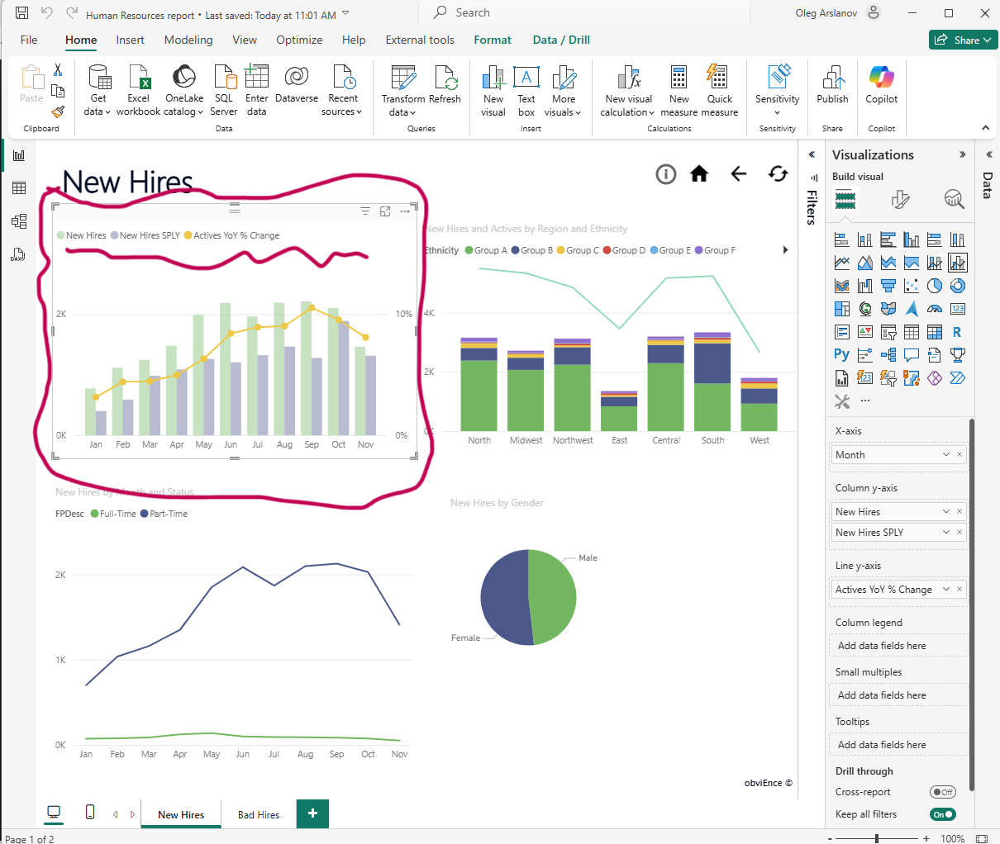 Human Resources report • Last saved: Today at 11:01 AM
Search
Oleg Arslanov
File Home Insert Modeling View Optimize Help External tools Format Data / Drill
Share
Paste
Get data
Excel workbook
OneLake catalog
SQL Server
Enter data
Dataverse
Recent sources
Transform data
Refresh
New visual
Text box
More visuals
New visual calculation
New measure
Quick measure
Sensitivity
Publish
Copilot
Clipboard Data Queries Insert Calculations Sensitivity Share Copilot
New Hires
New Hires New Hires SPLY Actives YoY % Change
2K 10%
0K 0%
Jan Feb Mar Apr May Jun Jul Aug Sep Oct Nov
New Hires and Actives by Region and Ethnicity
Ethnicity Group A Group B Group C Group D Group E Group F
4K
2K
0K
North Midwest Northwest East Central South West
New Hires by Month and Status
FPDesc Full-Time Part-Time
2K
1K
0K
Jan Feb Mar Apr May Jun Jul Aug Sep Oct Nov
New Hires by Gender
Male
Female
obviEnce ©
Filters
Visualizations
Build visual
123
R
Py
123
X-axis
Month
Column y-axis
New Hires
New Hires SPLY
Line y-axis
Actives YoY % Change
Column legend
Add data fields here
Small multiples
Add data fields here
Tooltips
Add data fields here
Drill through
Cross-report Off
Keep all filters On
Data
DAX
New Hires Bad Hires +
Page 1 of 2
- + 100%